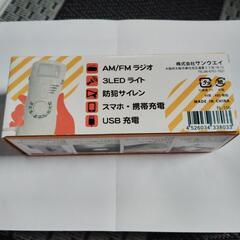 AM/FM ラジオ
3LED ライト
防犯サイレン
スマホ・携帯充電
USB 充電
株式会社サンウエイ
MADE IN CHINA
4 526034 338033